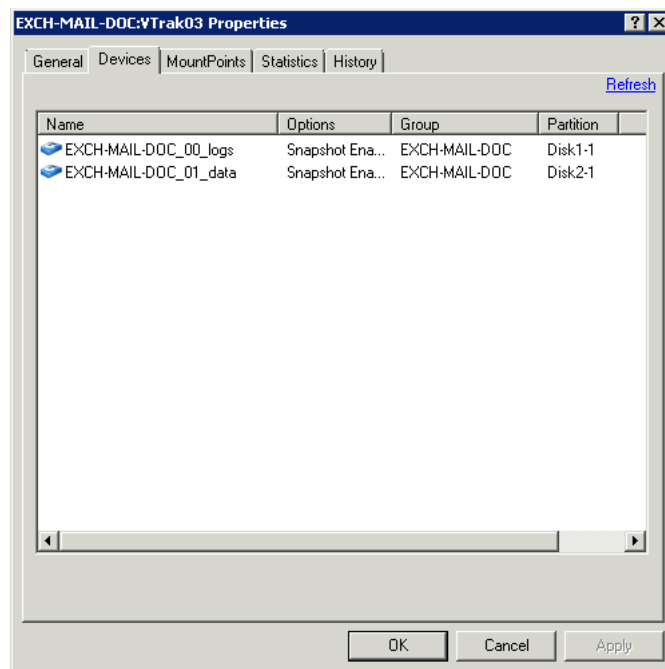 EXCH-MAIL-DOC:VTrak03 Properties
General Devices MountPoints Statistics History
Refresh
Name Options Group Partition
EXCH-MAIL-DOC_00_logs Snapshot Ena... EXCH-MAIL-DOC Disk1-1
EXCH-MAIL-DOC_01_data Snapshot Ena... EXCH-MAIL-DOC Disk2-1
OK Cancel Apply